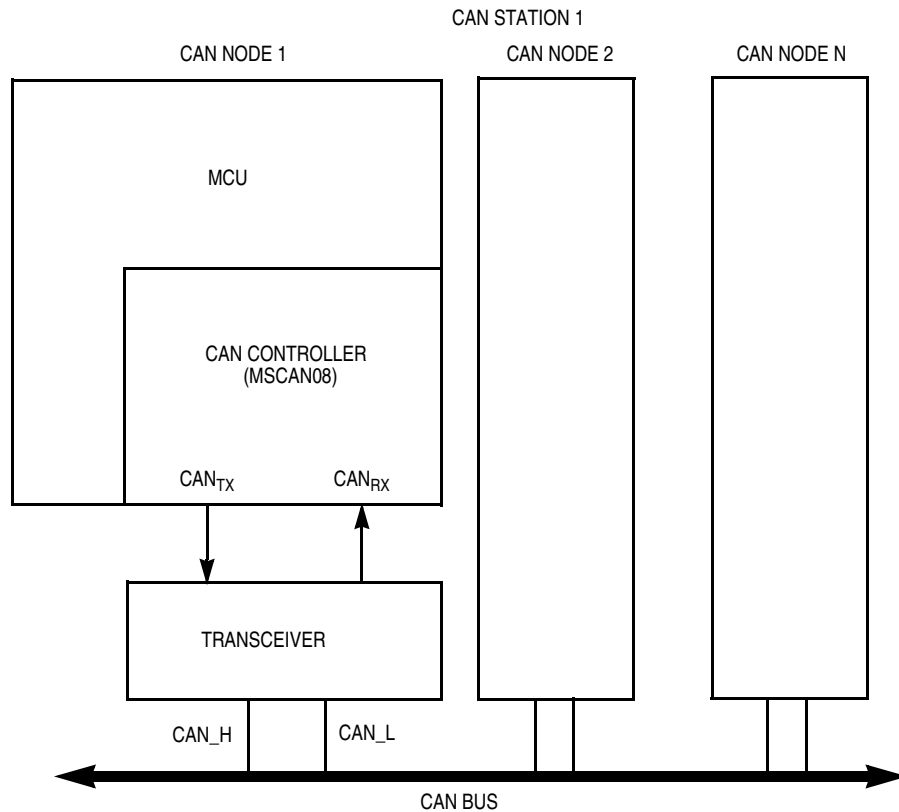 CAN STATION 1
CAN NODE 1
CAN NODE 2
CAN NODE N
MCU
CAN CONTROLLER
(MSCAN08)
CANTX
CANRX
TRANSCEIVER
CAN_H
CAN_L
CAN BUS